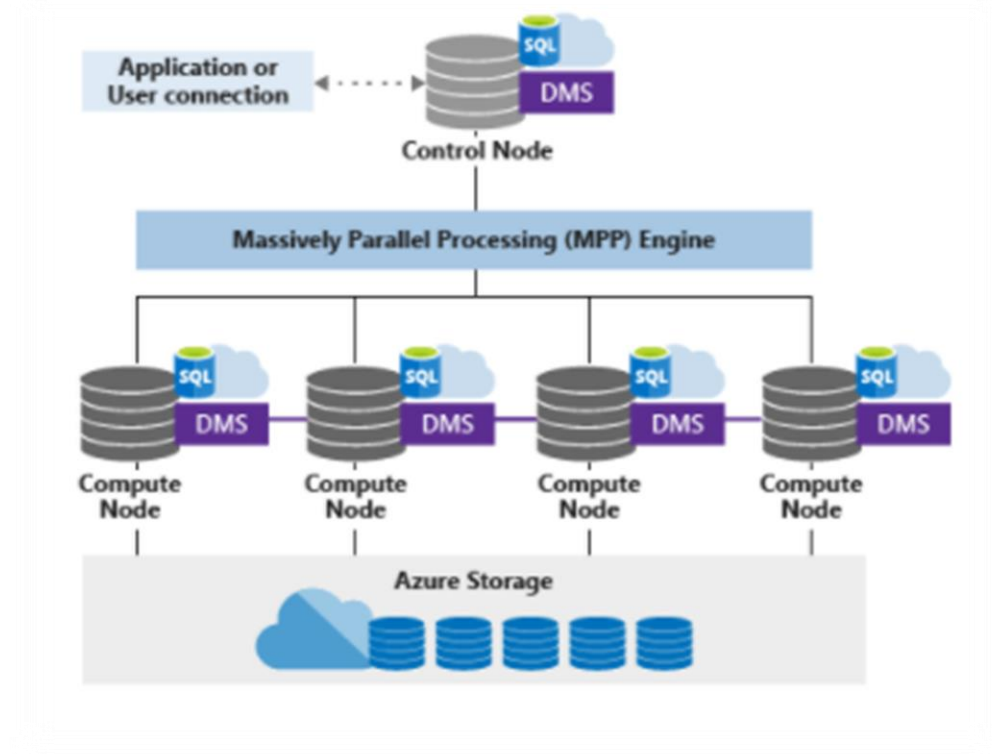 SQL
Application or
User connection
DMS
Control Node
Massively Parallel Processing (MPP) Engine
SQL
SQL
SQL
SQL
DMS
DMS
DMS
DMS
Compute
Node
Compute
Node
Compute
Node
Compute
Node
Azure Storage